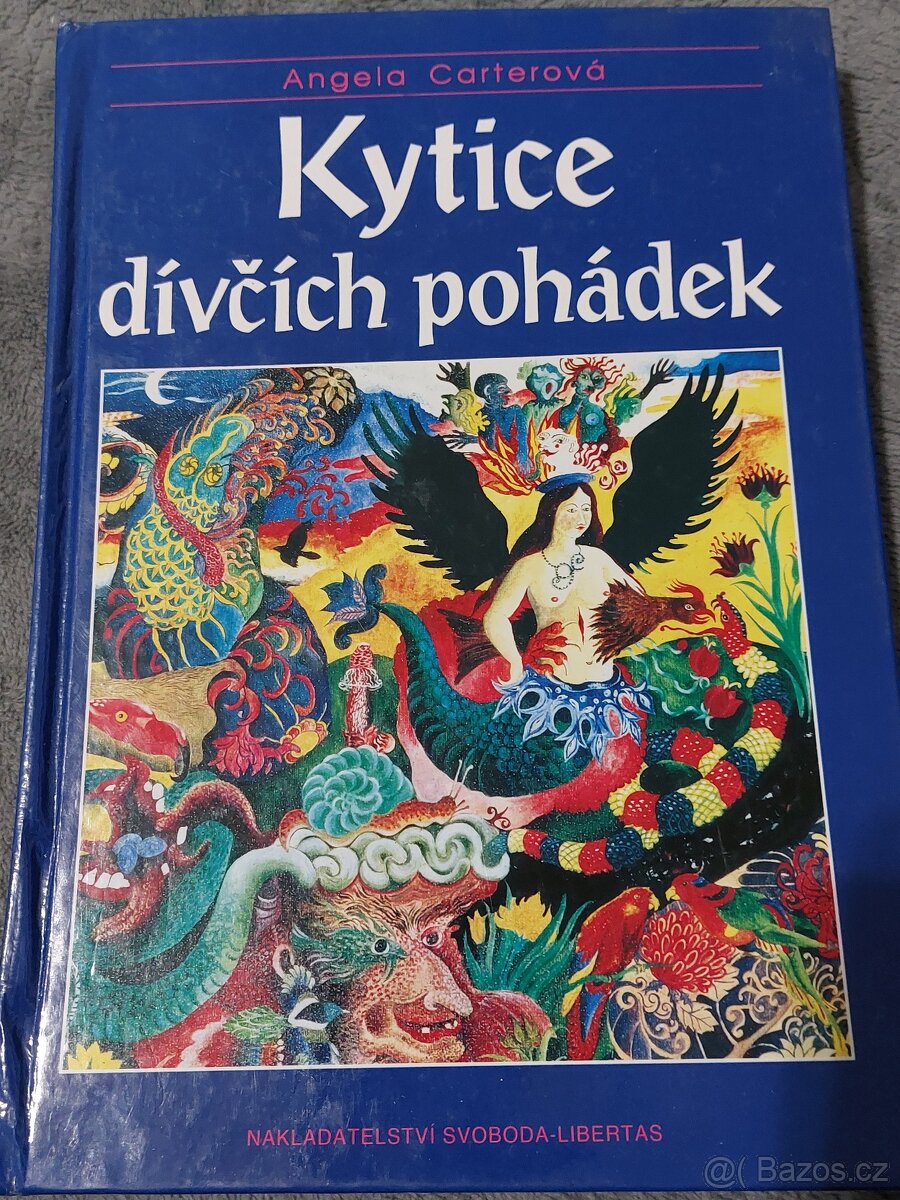 Angela Carterová
Kytice
dívčích pohádek
NAKLADATELSTVÍ SVOBODA-LIBERTAS
@( Bazos.cz